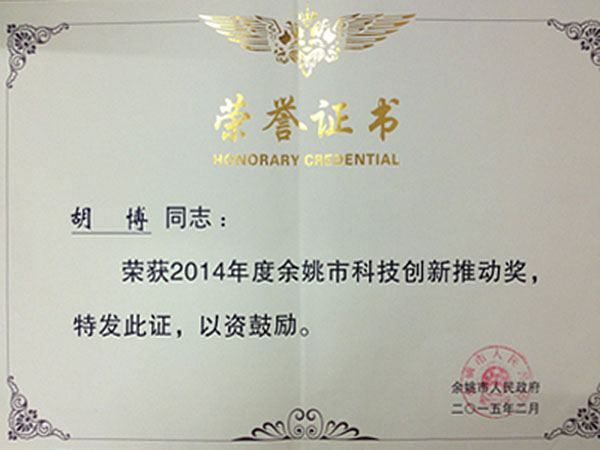 荣誉证书
HONORARY CREDENTIAL
胡 博 同志：
荣获2014年度余姚市科技创新推动奖，
特发此证，以资鼓励。
余姚市人民政府
二〇一五年二月